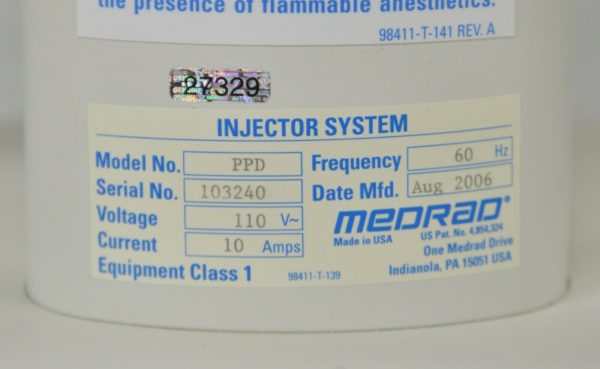 the presence of flammable anesthetics.
98411-T-141 REV. A
27329
INJECTOR SYSTEM
Model No. PPD Frequency 60 Hz
Serial No. 103240 Date Mfd. Aug 2006
Voltage 110 V~
Current 10 Amps
MEDRAD®
Made in USA US Pat. No. 4,854,324
One Medrad Drive
Indianola, PA 15051 USA
Equipment Class 1 98411-T-139